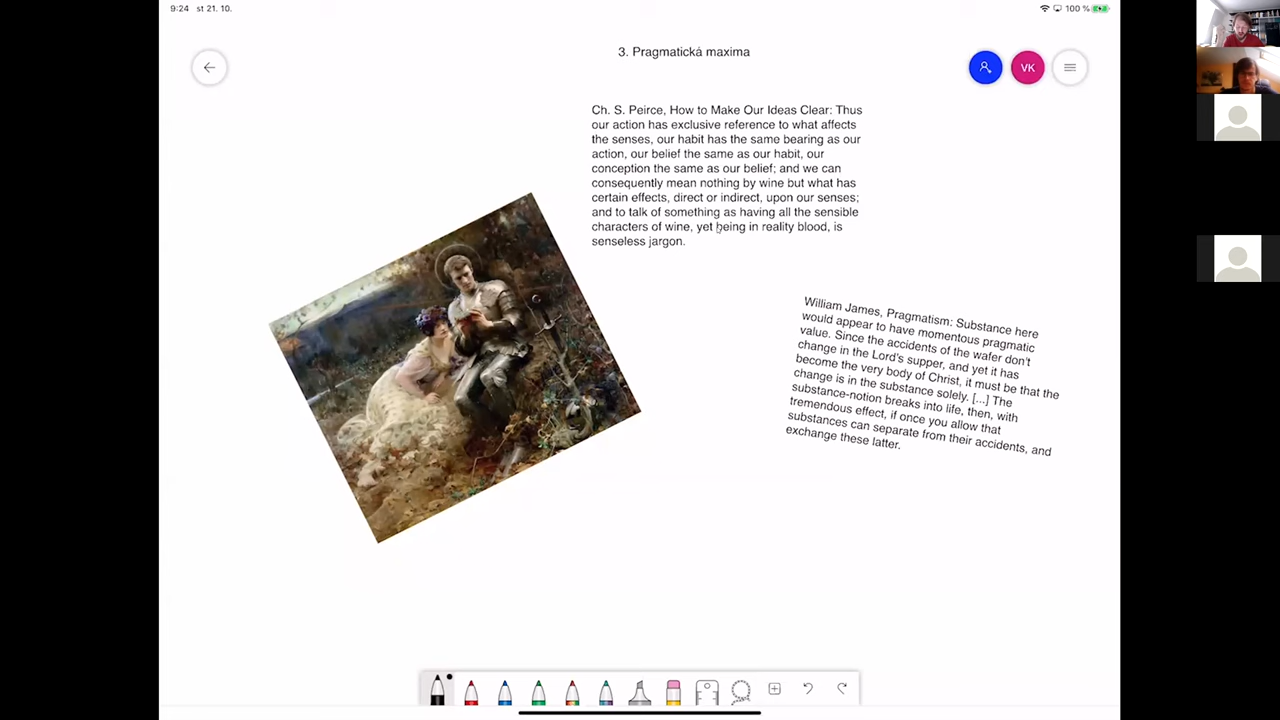 9:24 st 21. 10.
100 %
3. Pragmatická maxima
VK
Ch. S. Peirce, How to Make Our Ideas Clear: Thus
our action has exclusive reference to what affects
the senses, our habit has the same bearing as our
action, our belief the same as our habit, our
conception the same as our belief; and we can
consequently mean nothing by wine but what has
certain effects, direct or indirect, upon our senses;
and to talk of something as having all the sensible
characters of wine, yet being in reality blood, is
senseless jargon.
William James, Pragmatism: Substance here
would appear to have momentous pragmatic
value. Since the accidents of the wafer don't
change in the Lord's supper, and yet it has
become the very body of Christ, it must be that the
change is in the substance solely. [...] The
substance-notion breaks into life, then, with
tremendous effect, if once you allow that
substances can separate from their accidents, and
exchange these latter.